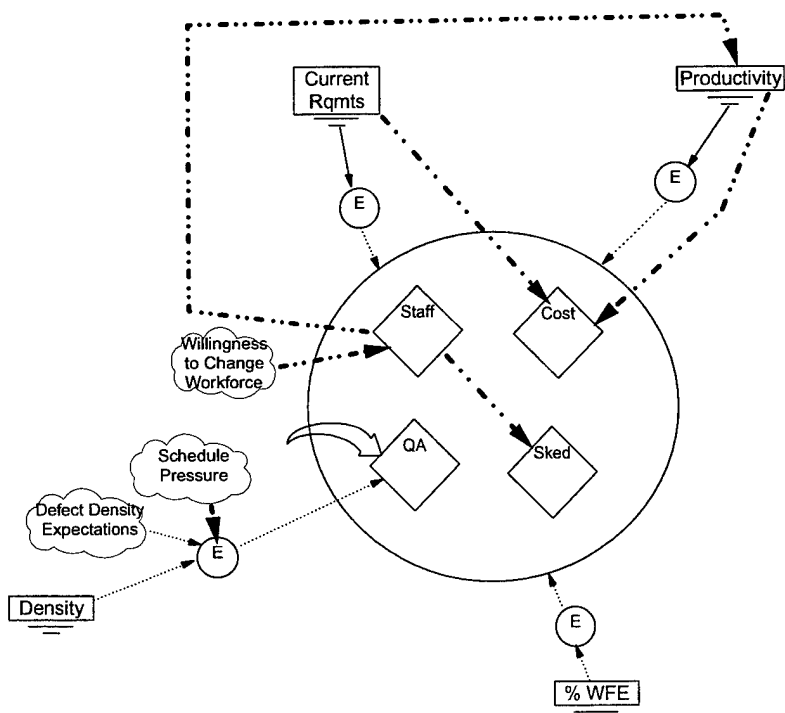 Current
Rqmts
Productivity
E
E
Staff
Cost
Willingness
to Change
Workforce
QA
Sked
Schedule
Pressure
Defect Density
Expectations
E
Density
E
% WFE